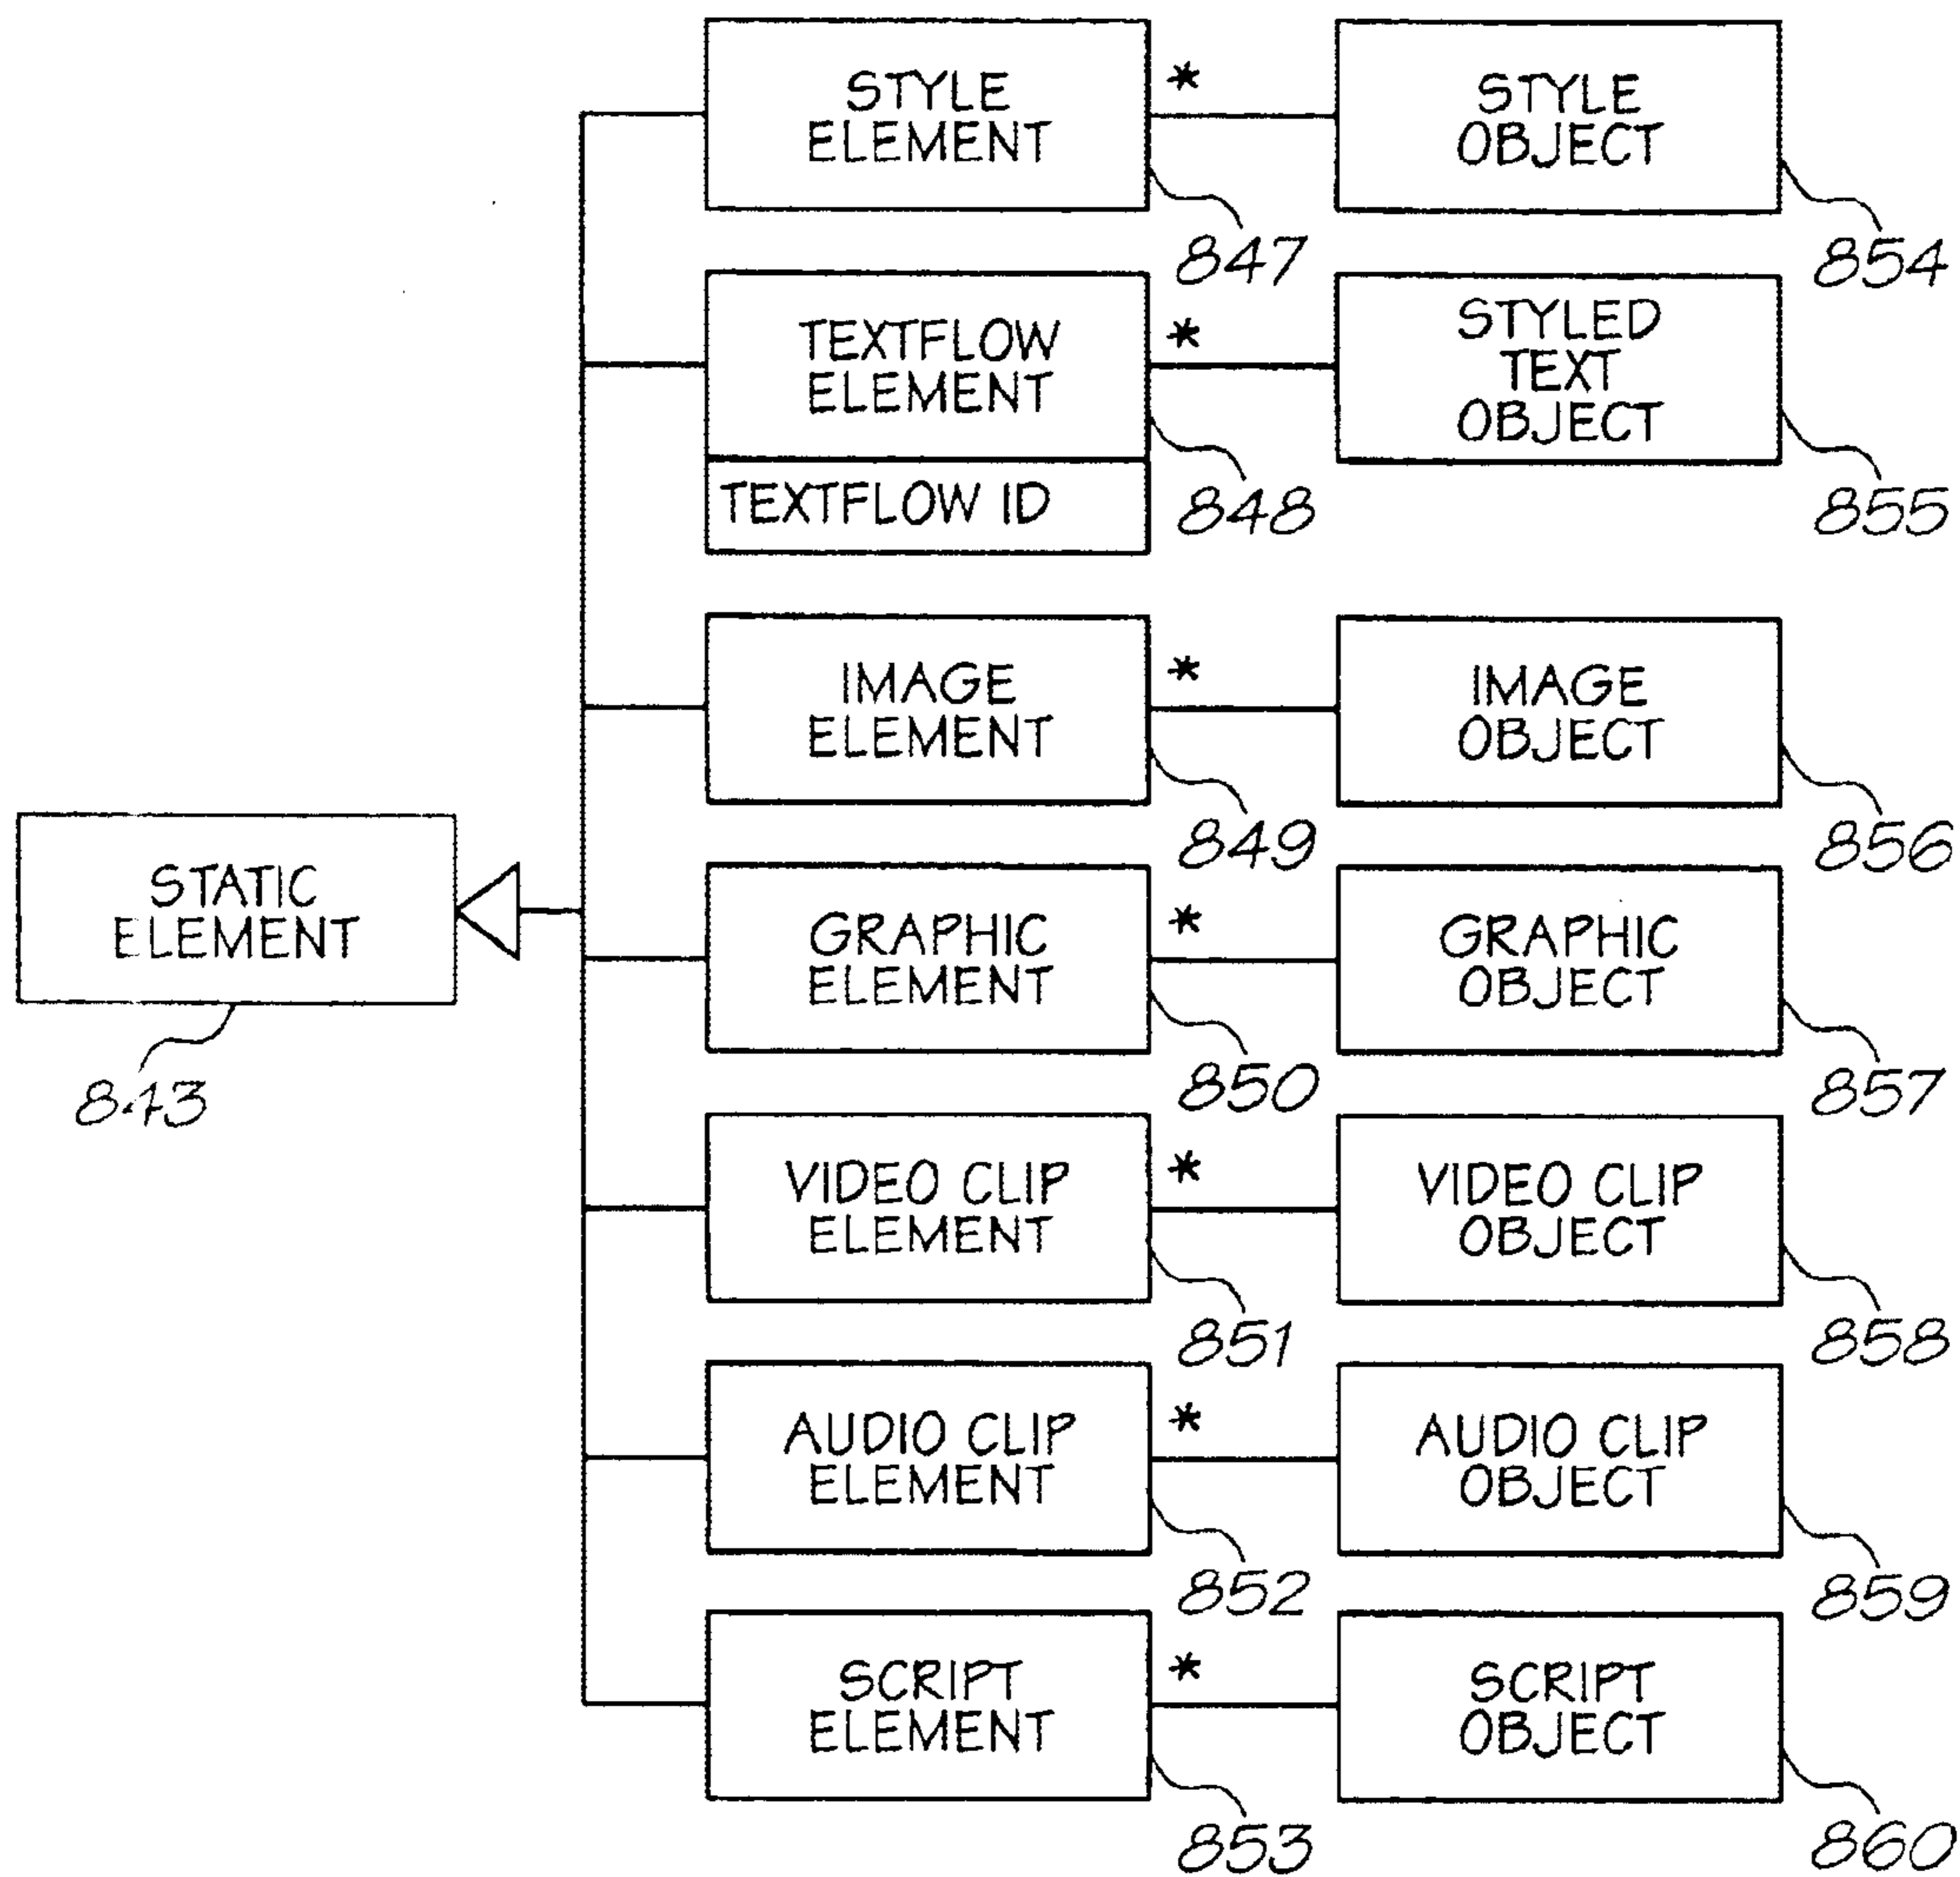 STYLE
ELEMENT
*
STYLE
OBJECT
847
854
TEXTFLOW
ELEMENT
*
STYLED
TEXT
OBJECT
TEXTFLOW ID
848
855
IMAGE
ELEMENT
*
IMAGE
OBJECT
849
856
STATIC
ELEMENT
843
GRAPHIC
ELEMENT
*
GRAPHIC
OBJECT
850
857
VIDEO CLIP
ELEMENT
*
VIDEO CLIP
OBJECT
851
858
AUDIO CLIP
ELEMENT
*
AUDIO CLIP
OBJECT
852
859
SCRIPT
ELEMENT
*
SCRIPT
OBJECT
853
860